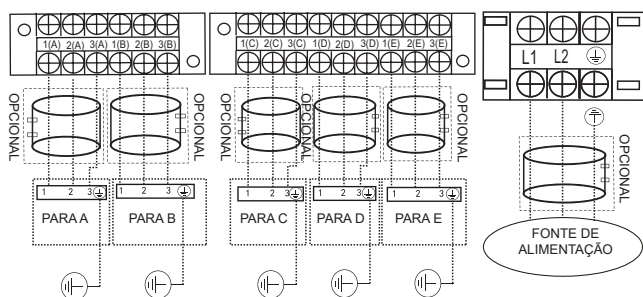 1(A) 2(A) 3(A) 1(B) 2(B) 3(B)
1(C) 2(C) 3(C) 1(D) 2(D) 3(D) 1(E) 2(E) 3(E)
L1 L2
OPCIONAL
OPCIONAL
OPCIONAL
OPCIONAL
OPCIONAL
1 2 3
1 2 3
1 2 3
1 2 3
1 2 3
PARA A
PARA B
PARA C
PARA D
PARA E
FONTE DE
ALIMENTAÇÃO